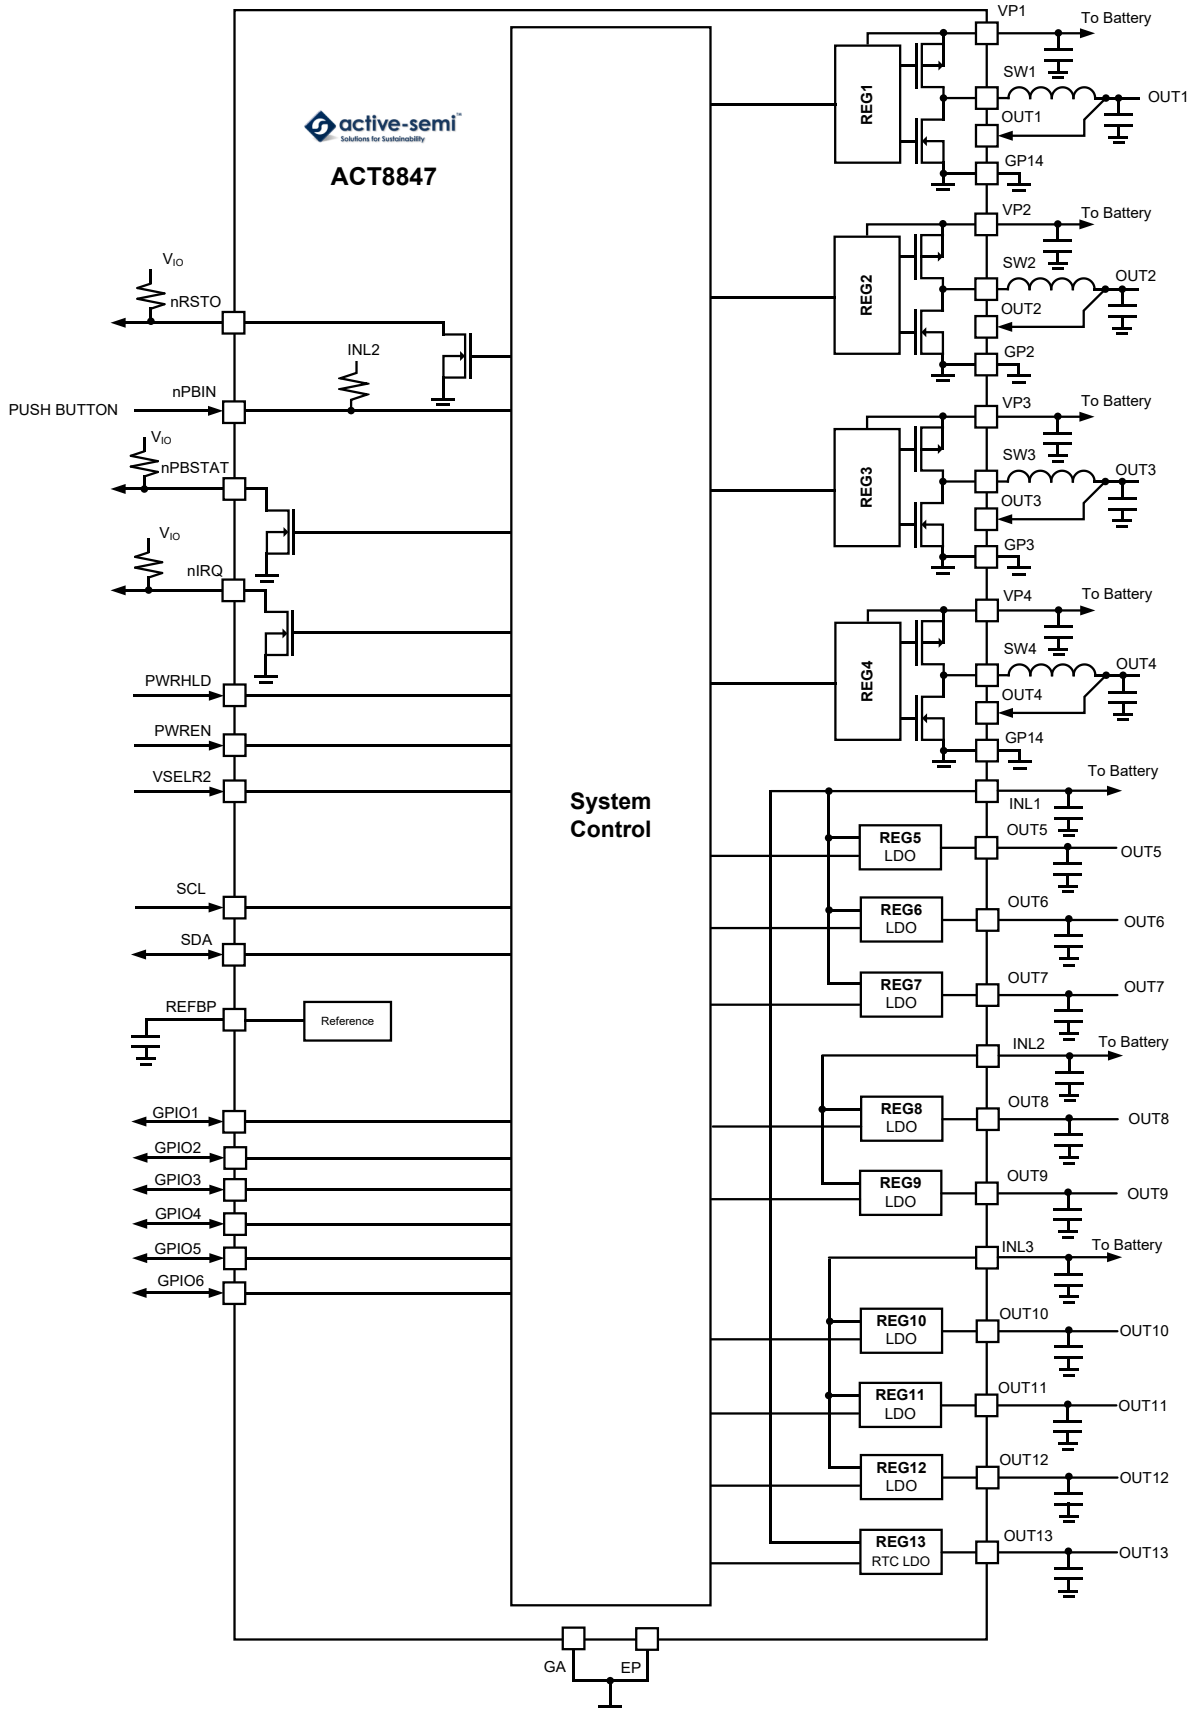 active-semi™
Solutions for Sustainability
ACT8847
VIO
nRSTO
INL2
PUSH BUTTON
nPBIN
VIO
nPBSTAT
VIO
nIRQ
PWRHLD
PWREN
VSELR2
SCL
SDA
REFBP
Reference
GPIO1
GPIO2
GPIO3
GPIO4
GPIO5
GPIO6
System
Control
REG1
VP1
To Battery
SW1
OUT1
OUT1
GP14
REG2
VP2
To Battery
SW2
OUT2
OUT2
GP2
REG3
VP3
To Battery
SW3
OUT3
OUT3
GP3
REG4
VP4
To Battery
SW4
OUT4
OUT4
GP14
To Battery
INL1
REG5
LDO
OUT5
OUT5
REG6
LDO
OUT6
OUT6
REG7
LDO
OUT7
OUT7
INL2
To Battery
REG8
LDO
OUT8
OUT8
REG9
LDO
OUT9
OUT9
INL3
To Battery
REG10
LDO
OUT10
OUT10
REG11
LDO
OUT11
OUT11
REG12
LDO
OUT12
OUT12
REG13
RTC LDO
OUT13
OUT13
GA
EP